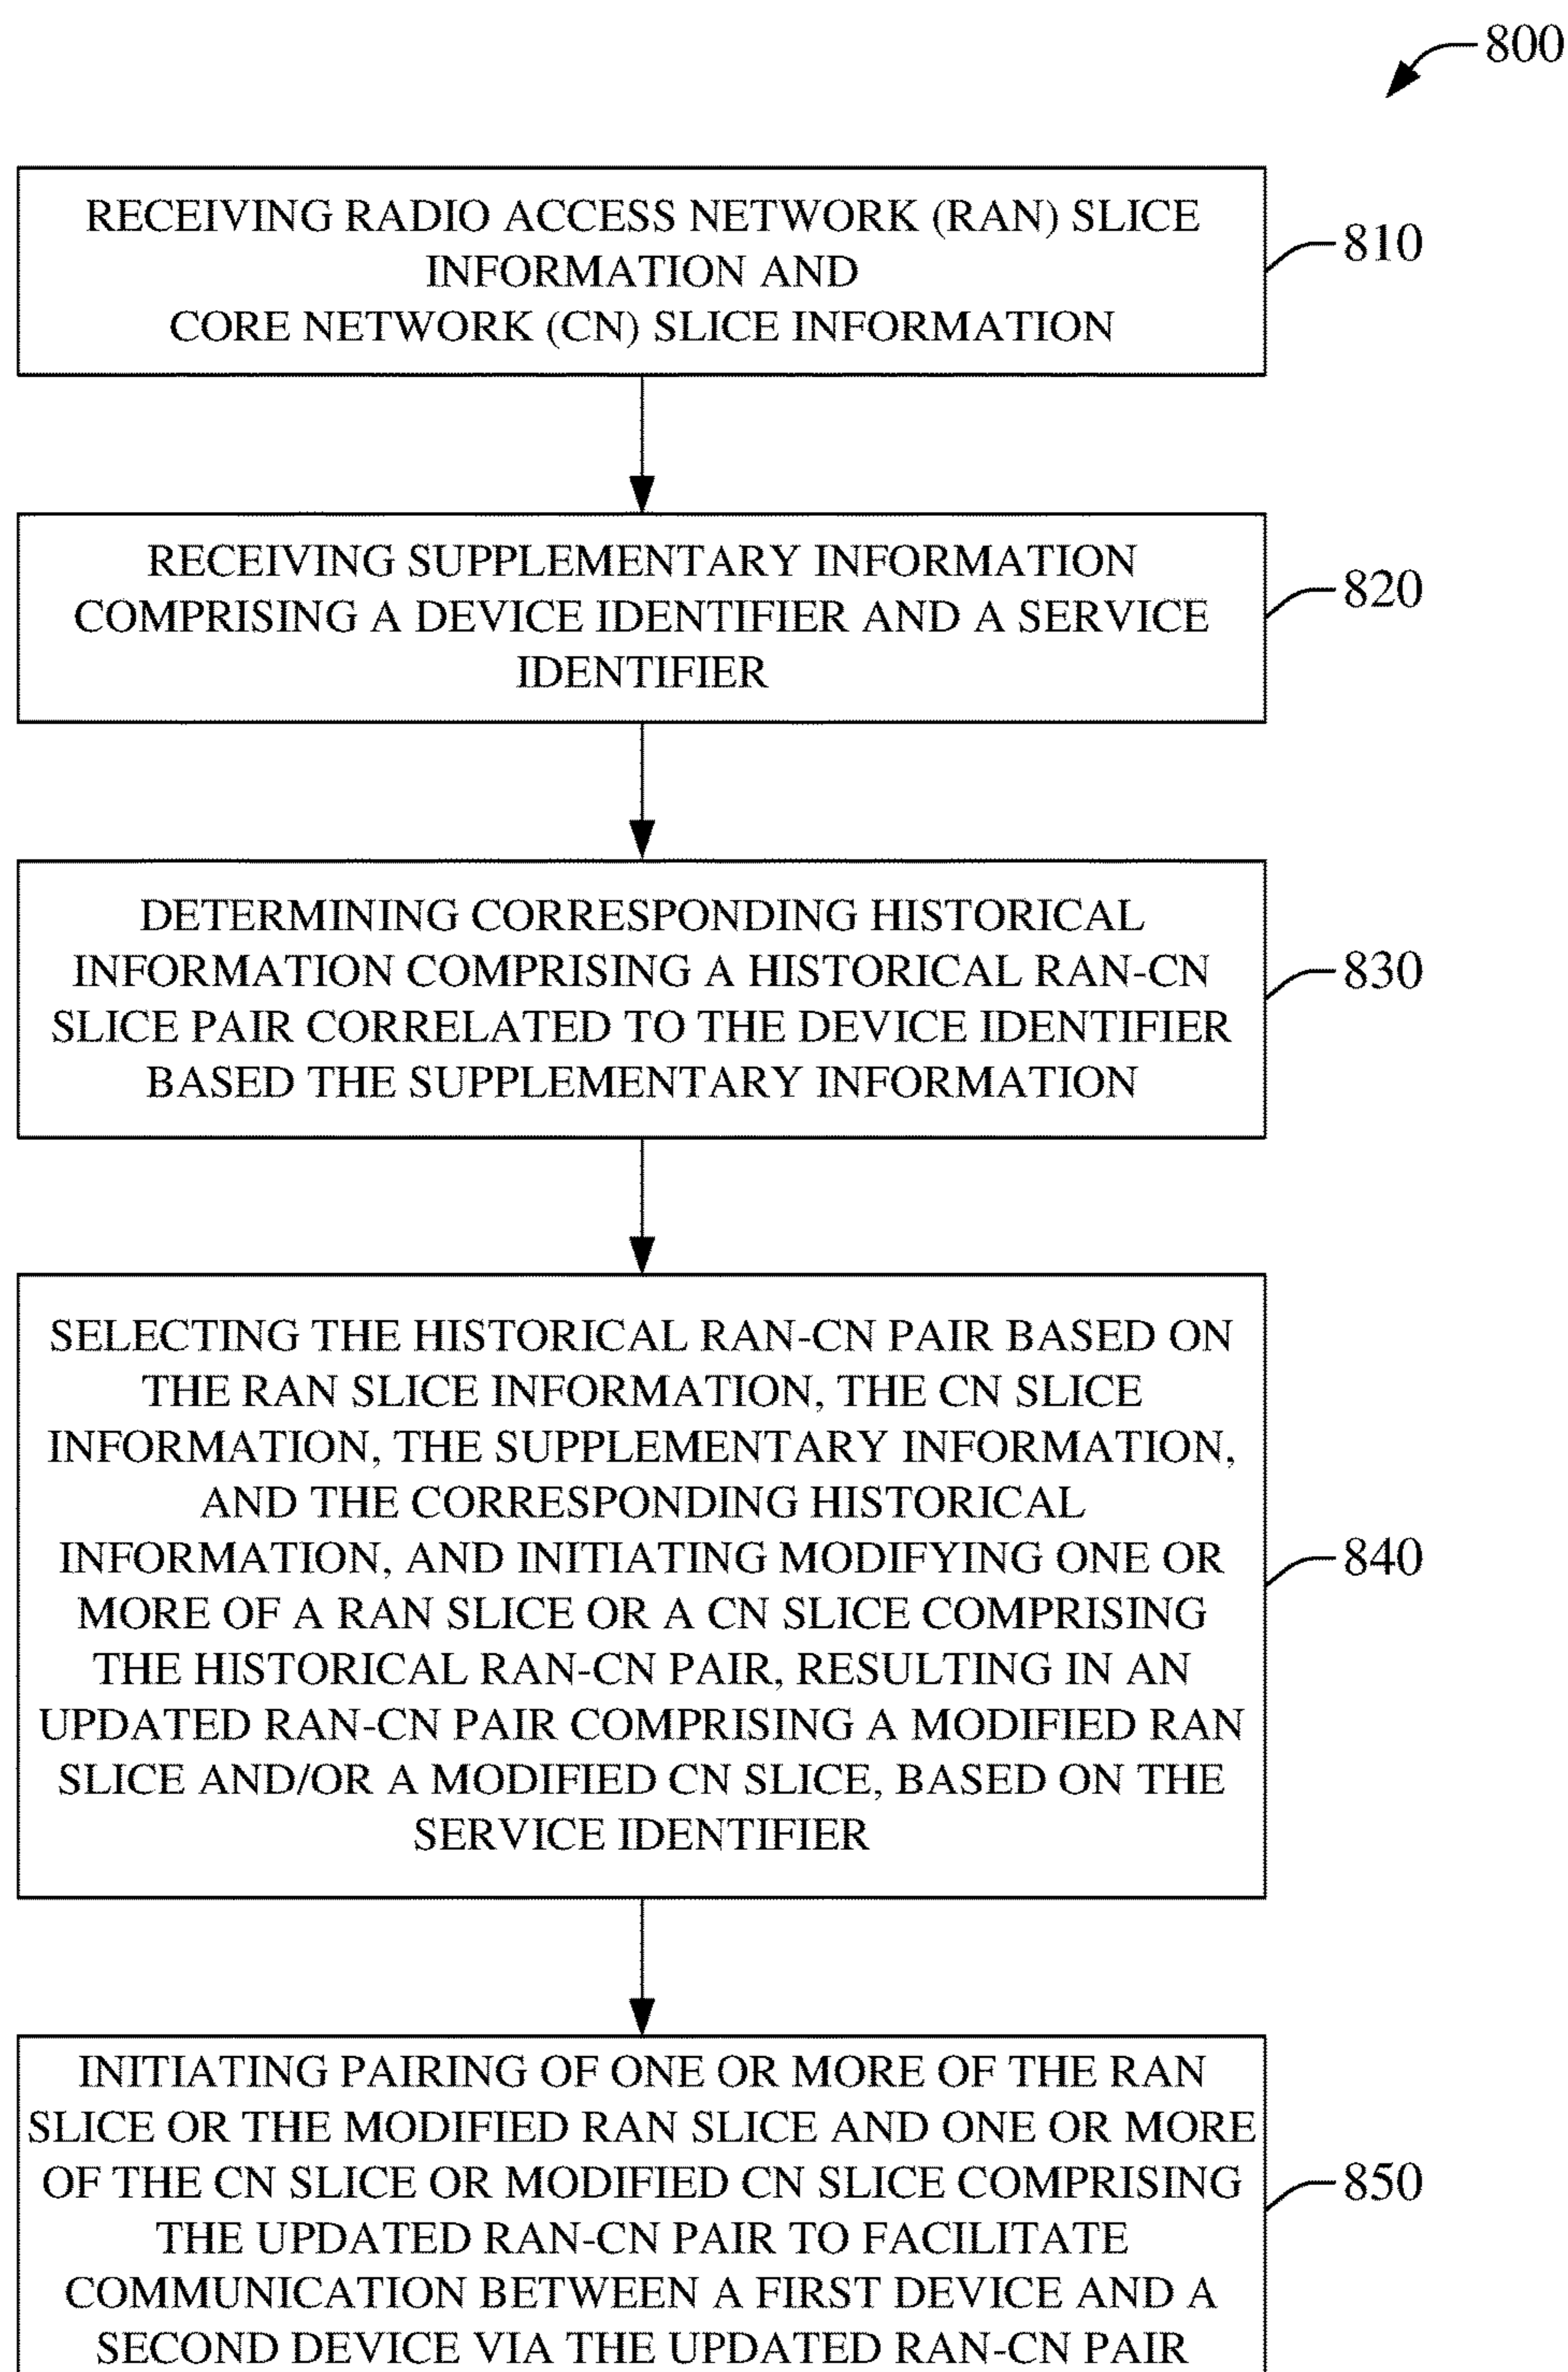 800
RECEIVING RADIO ACCESS NETWORK (RAN) SLICE
INFORMATION AND
CORE NETWORK (CN) SLICE INFORMATION
810
RECEIVING SUPPLEMENTARY INFORMATION
COMPRISING A DEVICE IDENTIFIER AND A SERVICE
IDENTIFIER
820
DETERMINING CORRESPONDING HISTORICAL
INFORMATION COMPRISING A HISTORICAL RAN-CN
SLICE PAIR CORRELATED TO THE DEVICE IDENTIFIER
BASED THE SUPPLEMENTARY INFORMATION
830
SELECTING THE HISTORICAL RAN-CN PAIR BASED ON
THE RAN SLICE INFORMATION, THE CN SLICE
INFORMATION, THE SUPPLEMENTARY INFORMATION,
AND THE CORRESPONDING HISTORICAL
INFORMATION, AND INITIATING MODIFYING ONE OR
MORE OF A RAN SLICE OR A CN SLICE COMPRISING
THE HISTORICAL RAN-CN PAIR, RESULTING IN AN
UPDATED RAN-CN PAIR COMPRISING A MODIFIED RAN
SLICE AND/OR A MODIFIED CN SLICE, BASED ON THE
SERVICE IDENTIFIER
840
INITIATING PAIRING OF ONE OR MORE OF THE RAN
SLICE OR THE MODIFIED RAN SLICE AND ONE OR MORE
OF THE CN SLICE OR MODIFIED CN SLICE COMPRISING
THE UPDATED RAN-CN PAIR TO FACILITATE
COMMUNICATION BETWEEN A FIRST DEVICE AND A
SECOND DEVICE VIA THE UPDATED RAN-CN PAIR
850